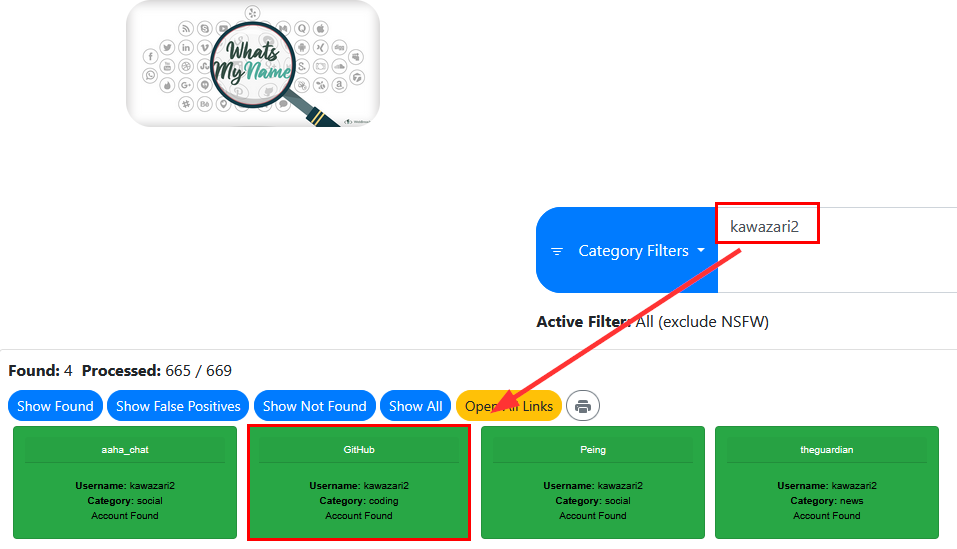 Whats
My Name
kawazari2
Category Filters
Active Filter: All (exclude NSFW)
Found: 4 Processed: 665 / 669
Show Found Show False Positives Show Not Found Show All Open All Links
aaha_chat
Username: kawazari2
Category: social
Account Found
GitHub
Username: kawazari2
Category: coding
Account Found
Peing
Username: kawazari2
Category: social
Account Found
theguardian
Username: kawazari2
Category: news
Account Found